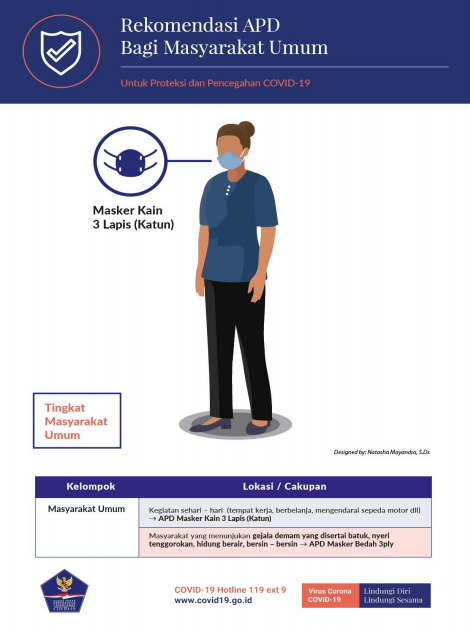 Rekomendasi APD
Bagi Masyarakat Umum
Untuk Proteksi dan Pencegahan COVID-19
Masker Kain
3 Lapis (Katun)
Tingkat
Masyarakat
Umum
Designed by: Natasha Mayandra, S.Ds
Kelompok
Lokasi / Cakupan
Masyarakat Umum
Kegiatan sehari – hari (tempat kerja, berbelanja, mengendarai sepeda motor dll)
→ APD Masker Kain 3 Lapis (Katun)
Masyarakat yang menunjukan gejala demam yang disertai batuk, nyeri
tenggorokan, hidung berair, bersin – bersin → APD Masker Bedah 3ply
COVID-19 Hotline 119 ext 9
www.covid19.go.id
Virus Corona
COVID-19
Lindungi Diri
Lindungi Sesama